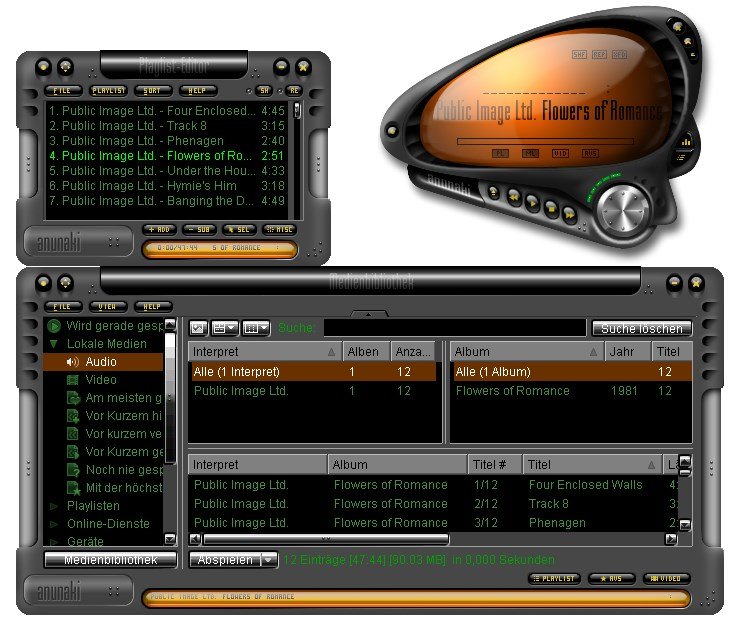 Playlist-Editor
FILE PLAYLIST SORT HELP SH RE
1. Public Image Ltd. - Four Enclosed... 4:45
2. Public Image Ltd. - Track 8 3:15
3. Public Image Ltd. - Phenagen 2:40
4. Public Image Ltd. - Flowers of Ro... 2:51
5. Public Image Ltd. - Under the Hou... 4:33
6. Public Image Ltd. - Hymie's Him 3:18
7. Public Image Ltd. - Banging the D... 4:49
+ ADD - SUB SEL MISC
anunaki
0:00/47:44 S OF ROMANCE :
SHF REP XFD
Public Image Ltd. Flowers of Romance
PL ML VID AVS
anunaki
Medienbibliothek
FILE VIEW HELP
Wird gerade gesp
Lokale Medien
Audio
Video
Am meisten g
Vor Kurzem hi
Vor kurzem ve
Vor Kurzem ge
Noch nie gesp
Mit der höchst
Playlisten
Online-Dienste
Geräte
Medienbibliothek
Suche: Suche löschen
Interpret Alben Anza...
Alle (1 Interpret) 1 12
Public Image Ltd. 1 12
Album Jahr Titel
Alle (1 Album) 12
Flowers of Romance 1981 12
Interpret Album Titel # Titel Lä
Public Image Ltd. Flowers of Romance 1/12 Four Enclosed Walls 4:
Public Image Ltd. Flowers of Romance 2/12 Track 8 3:
Public Image Ltd. Flowers of Romance 3/12 Phenagen 2:
Abspielen 12 Einträge [47:44] [90.03 MB] in 0,000 Sekunden
PLAYLIST AVS VIDEO
anunaki
PUBLIC IMAGE LTD. FLOWERS OF ROMANCE :